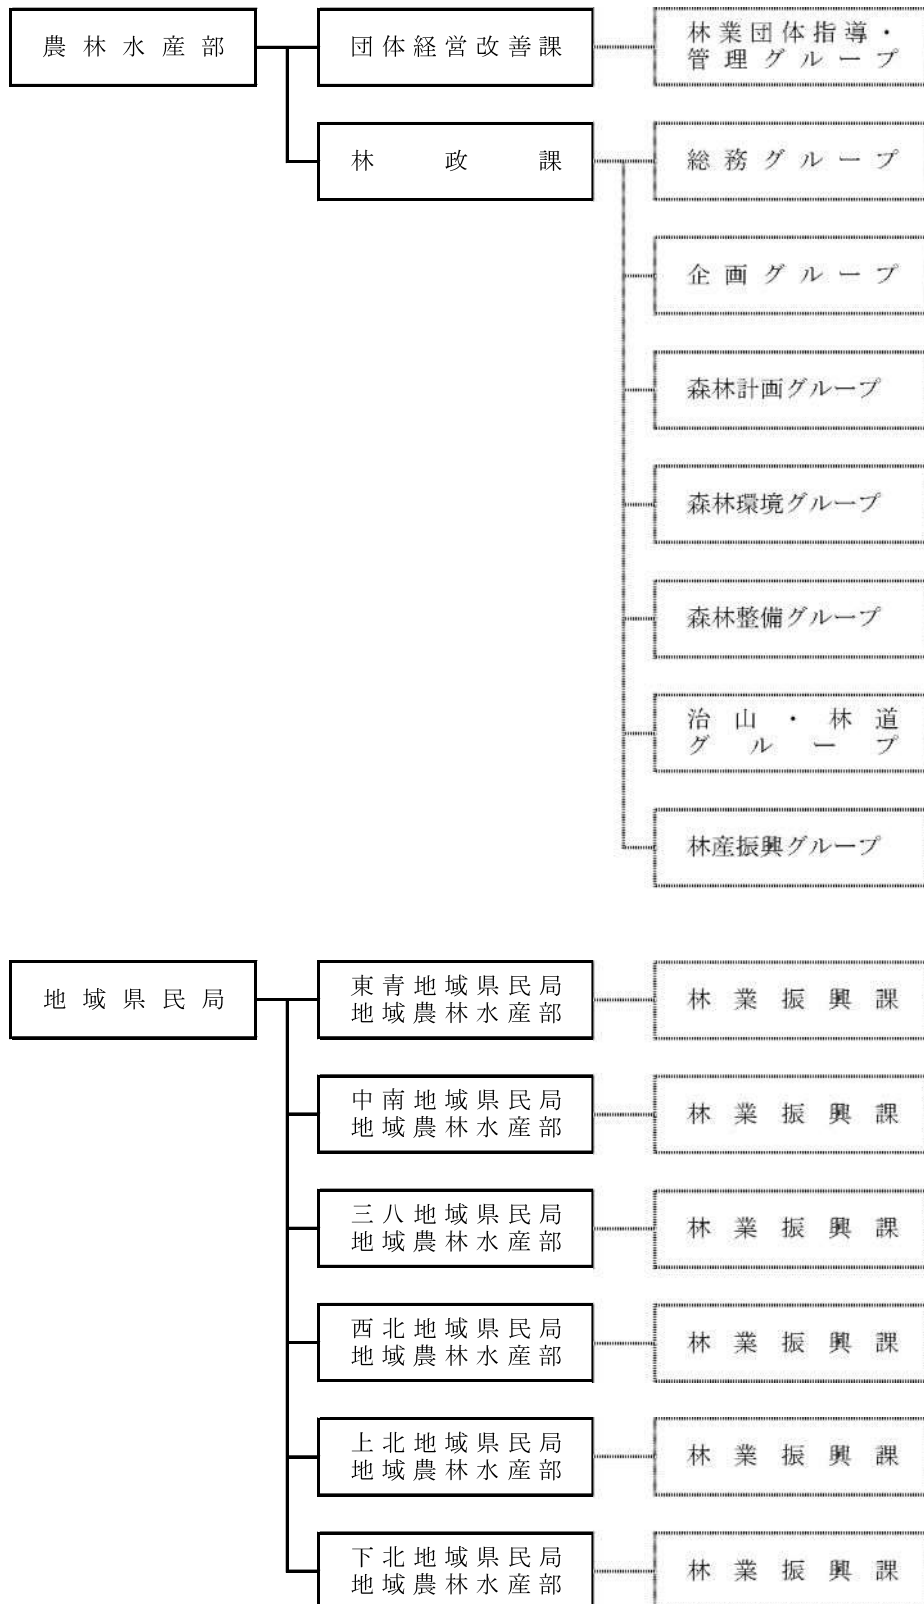 農林水産部
団体経営改善課
林業団体指導・
管理グループ
林政課
総務グループ
企画グループ
森林計画グループ
森林環境グループ
森林整備グループ
治山・林道
グループ
林産振興グループ
地域県民局
東青地域県民局
地域農林水産部
林業振興課
中南地域県民局
地域農林水産部
林業振興課
三八地域県民局
地域農林水産部
林業振興課
西北地域県民局
地域農林水産部
林業振興課
上北地域県民局
地域農林水産部
林業振興課
下北地域県民局
地域農林水産部
林業振興課